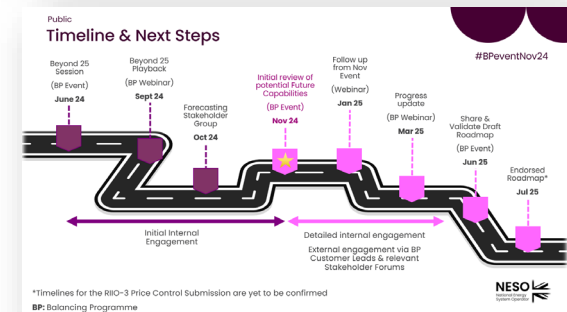 Public
Timeline & Next Steps
#BPeventNov24
Beyond 25
Session
(BP Event)
June 24
Beyond 25
Playback
(BP Webinar)
Sept 24
Forecasting
Stakeholder
Group
Oct 24
Initial review of
potential Future
Capabilities
(BP Event)
Nov 24
Follow up
from Nov
Event
(Webinar)
Jan 25
Progress
update
(BP Webinar)
Mar 25
Share &
Validate Draft
Roadmap
(BP Event)
Jun 25
Endorsed
Roadmap*
Jul 25
Initial Internal
Engagement
Detailed internal engagement
External engagement via BP
Customer Leads & relevant
Stakeholder Forums
*Timelines for the RIIO-3 Price Control Submission are yet to be confirmed
BP: Balancing Programme
NESO
National Energy
System Operator